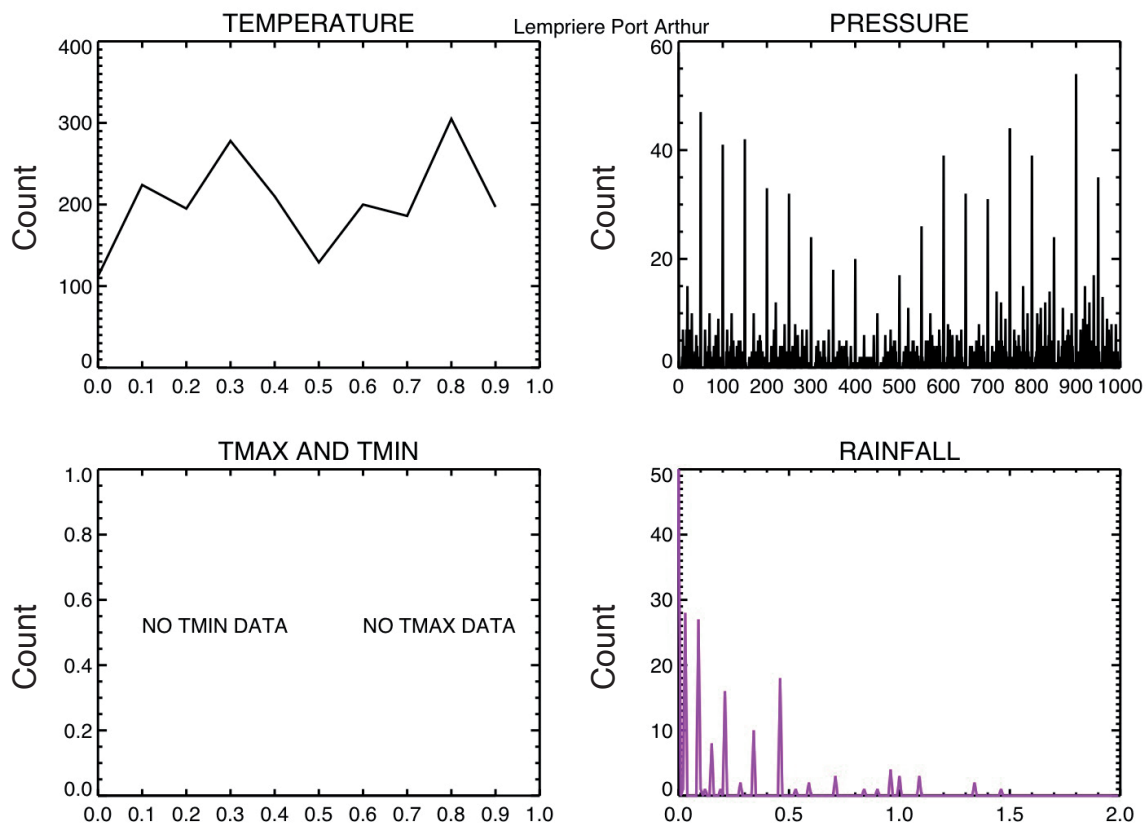 TEMPERATURE
Lempriere Port Arthur
PRESSURE
Count
400
300
200
100
0
0.0 0.1 0.2 0.3 0.4 0.5 0.6 0.7 0.8 0.9 1.0
Count
60
40
20
0
0 100 200 300 400 500 600 700 800 900 1000
TMAX AND TMIN
Count
1.0
0.8
0.6
0.4
0.2
0.0
NO TMIN DATA
NO TMAX DATA
0.0 0.1 0.2 0.3 0.4 0.5 0.6 0.7 0.8 0.9 1.0
RAINFALL
Count
50
40
30
20
10
0
0.0 0.5 1.0 1.5 2.0